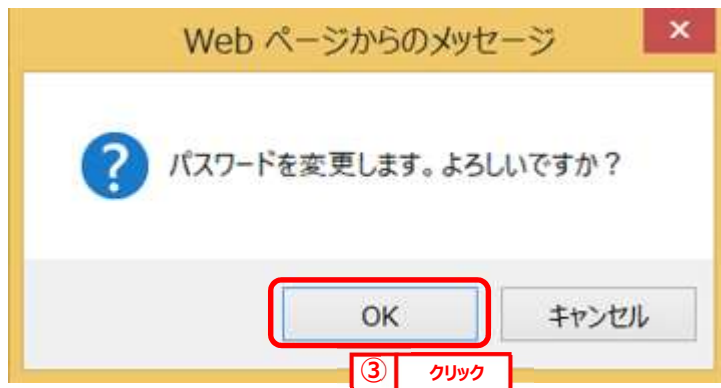 Web ページからのメッセージ
×
?
パスワードを変更します。よろしいですか？
OK
キャンセル
③ クリック